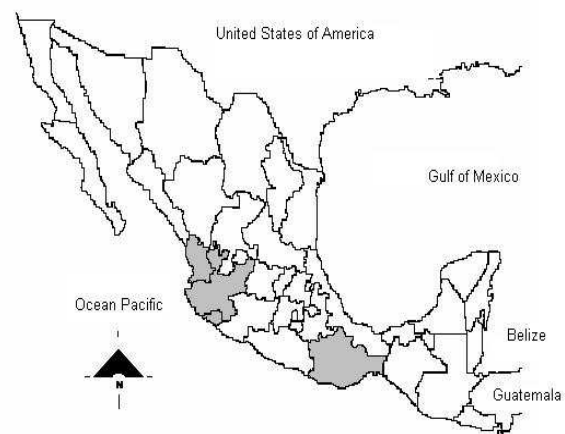 United States of America
Gulf of Mexico
Ocean Pacific
Belize
N
Guatemala